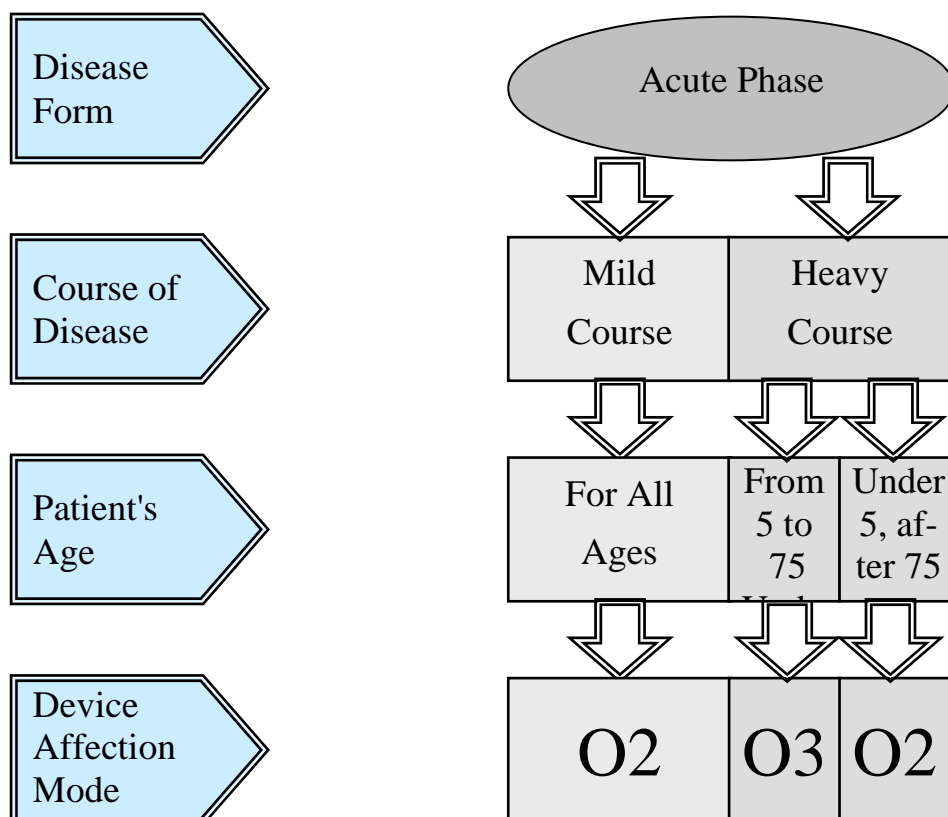 Disease
Form
Acute Phase
Course of
Disease
Mild
Course
Heavy
Course
Patient's
Age
For All
Ages
From
5 to
75
Under
5, af-
ter 75
Device
Affection
Mode
O2
O3
O2